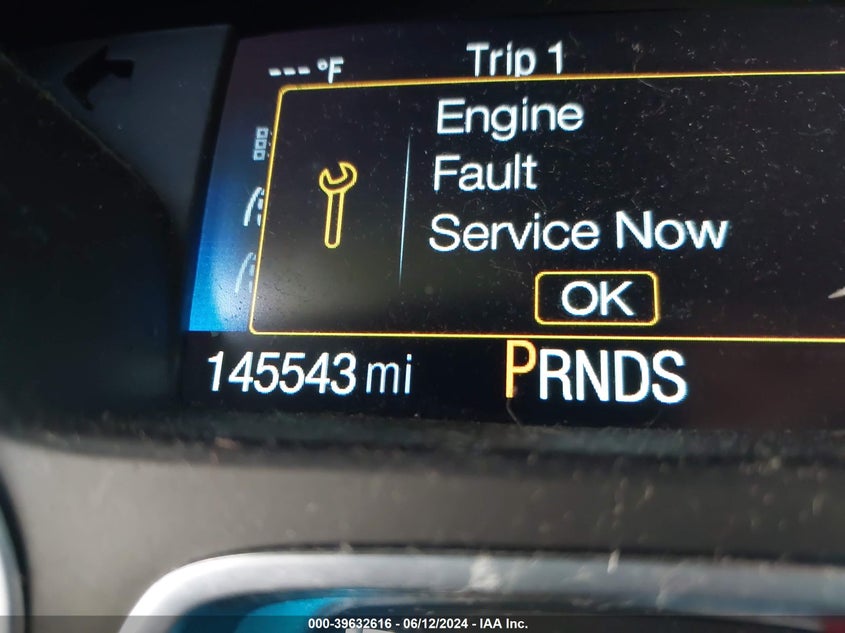 --- °F Trip 1
Engine
Fault
Service Now
OK
145543 mi PRNDS
000-39632616 - 06/12/2024 - IAA Inc.